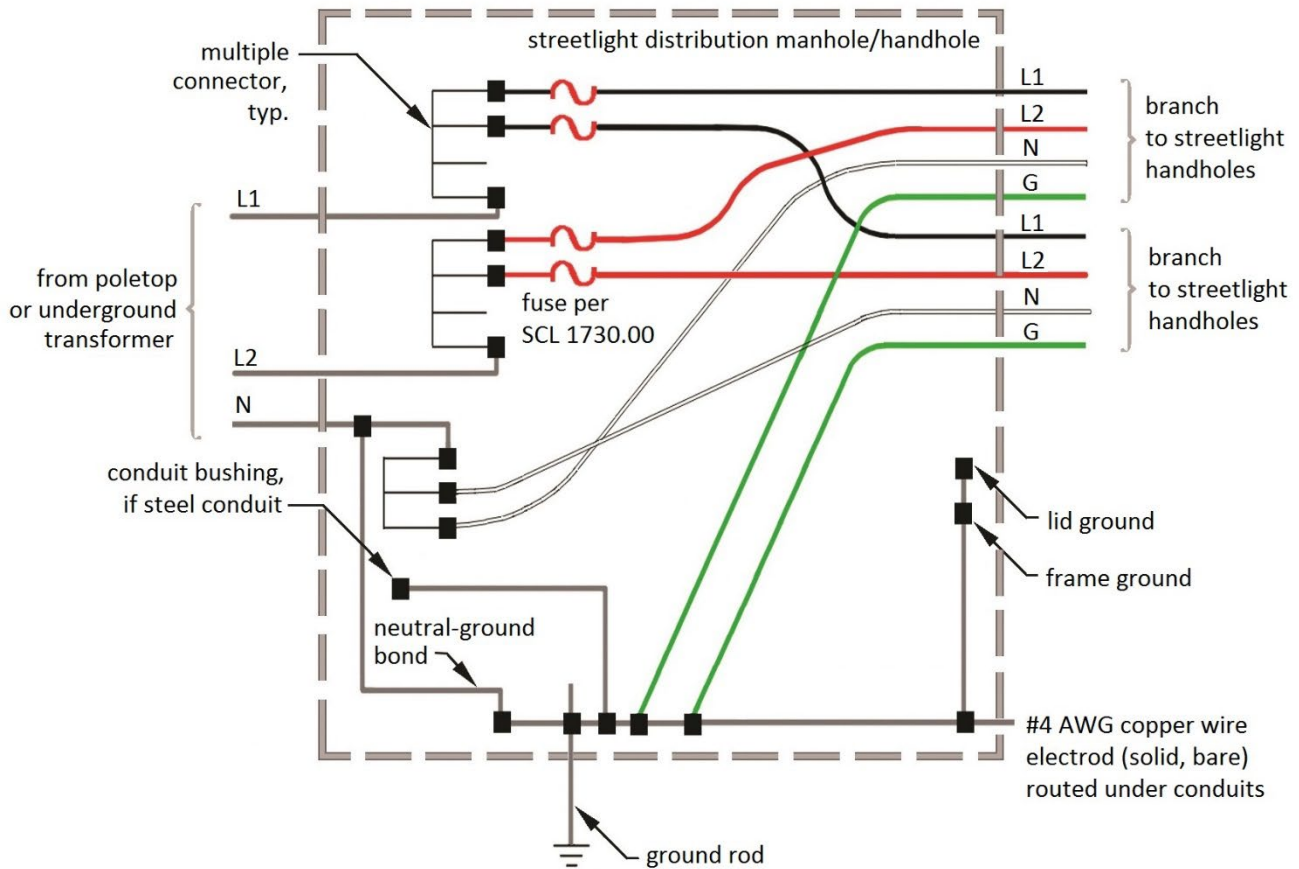 streetlight distribution manhole/handhole
multiple
connector,
typ.
L1
L2
N
G
branch
to streetlight
handholes
L1
L2
N
G
branch
to streetlight
handholes
L1
from poletop
or underground
transformer
L2
N
fuse per
SCL 1730.00
conduit bushing,
if steel conduit
lid ground
frame ground
neutral-ground
bond
#4 AWG copper wire
electrod (solid, bare)
routed under conduits
ground rod